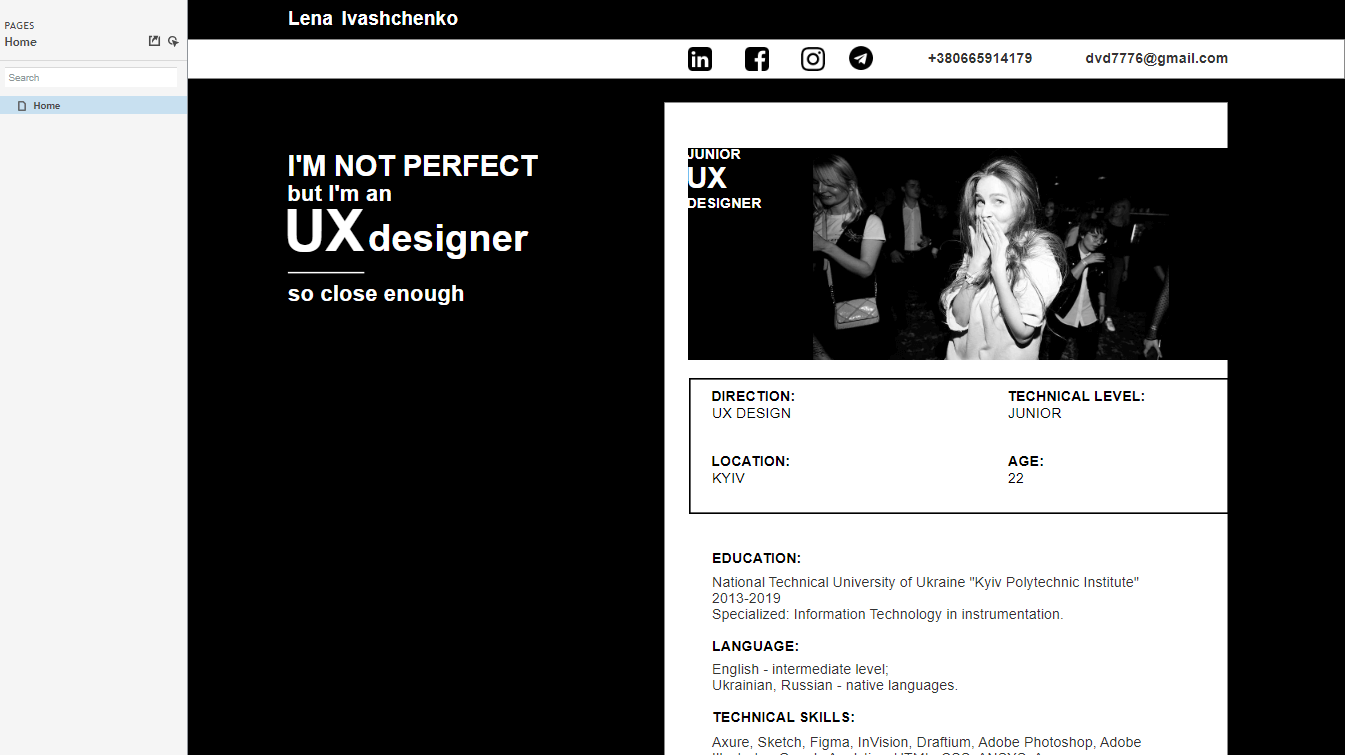 PAGES
Home
Search
Home
Lena Ivashchenko
+380665914179
dvd7776@gmail.com
I'M NOT PERFECT
but I'm an
UX designer
so close enough
JUNIOR
UX
DESIGNER
DIRECTION:
UX DESIGN
TECHNICAL LEVEL:
JUNIOR
LOCATION:
KYIV
AGE:
22
EDUCATION:
National Technical University of Ukraine "Kyiv Polytechnic Institute"
2013-2019
Specialized: Information Technology in instrumentation.
LANGUAGE:
English - intermediate level;
Ukrainian, Russian - native languages.
TECHNICAL SKILLS:
Axure, Sketch, Figma, InVision, Draftium, Adobe Photoshop, Adobe